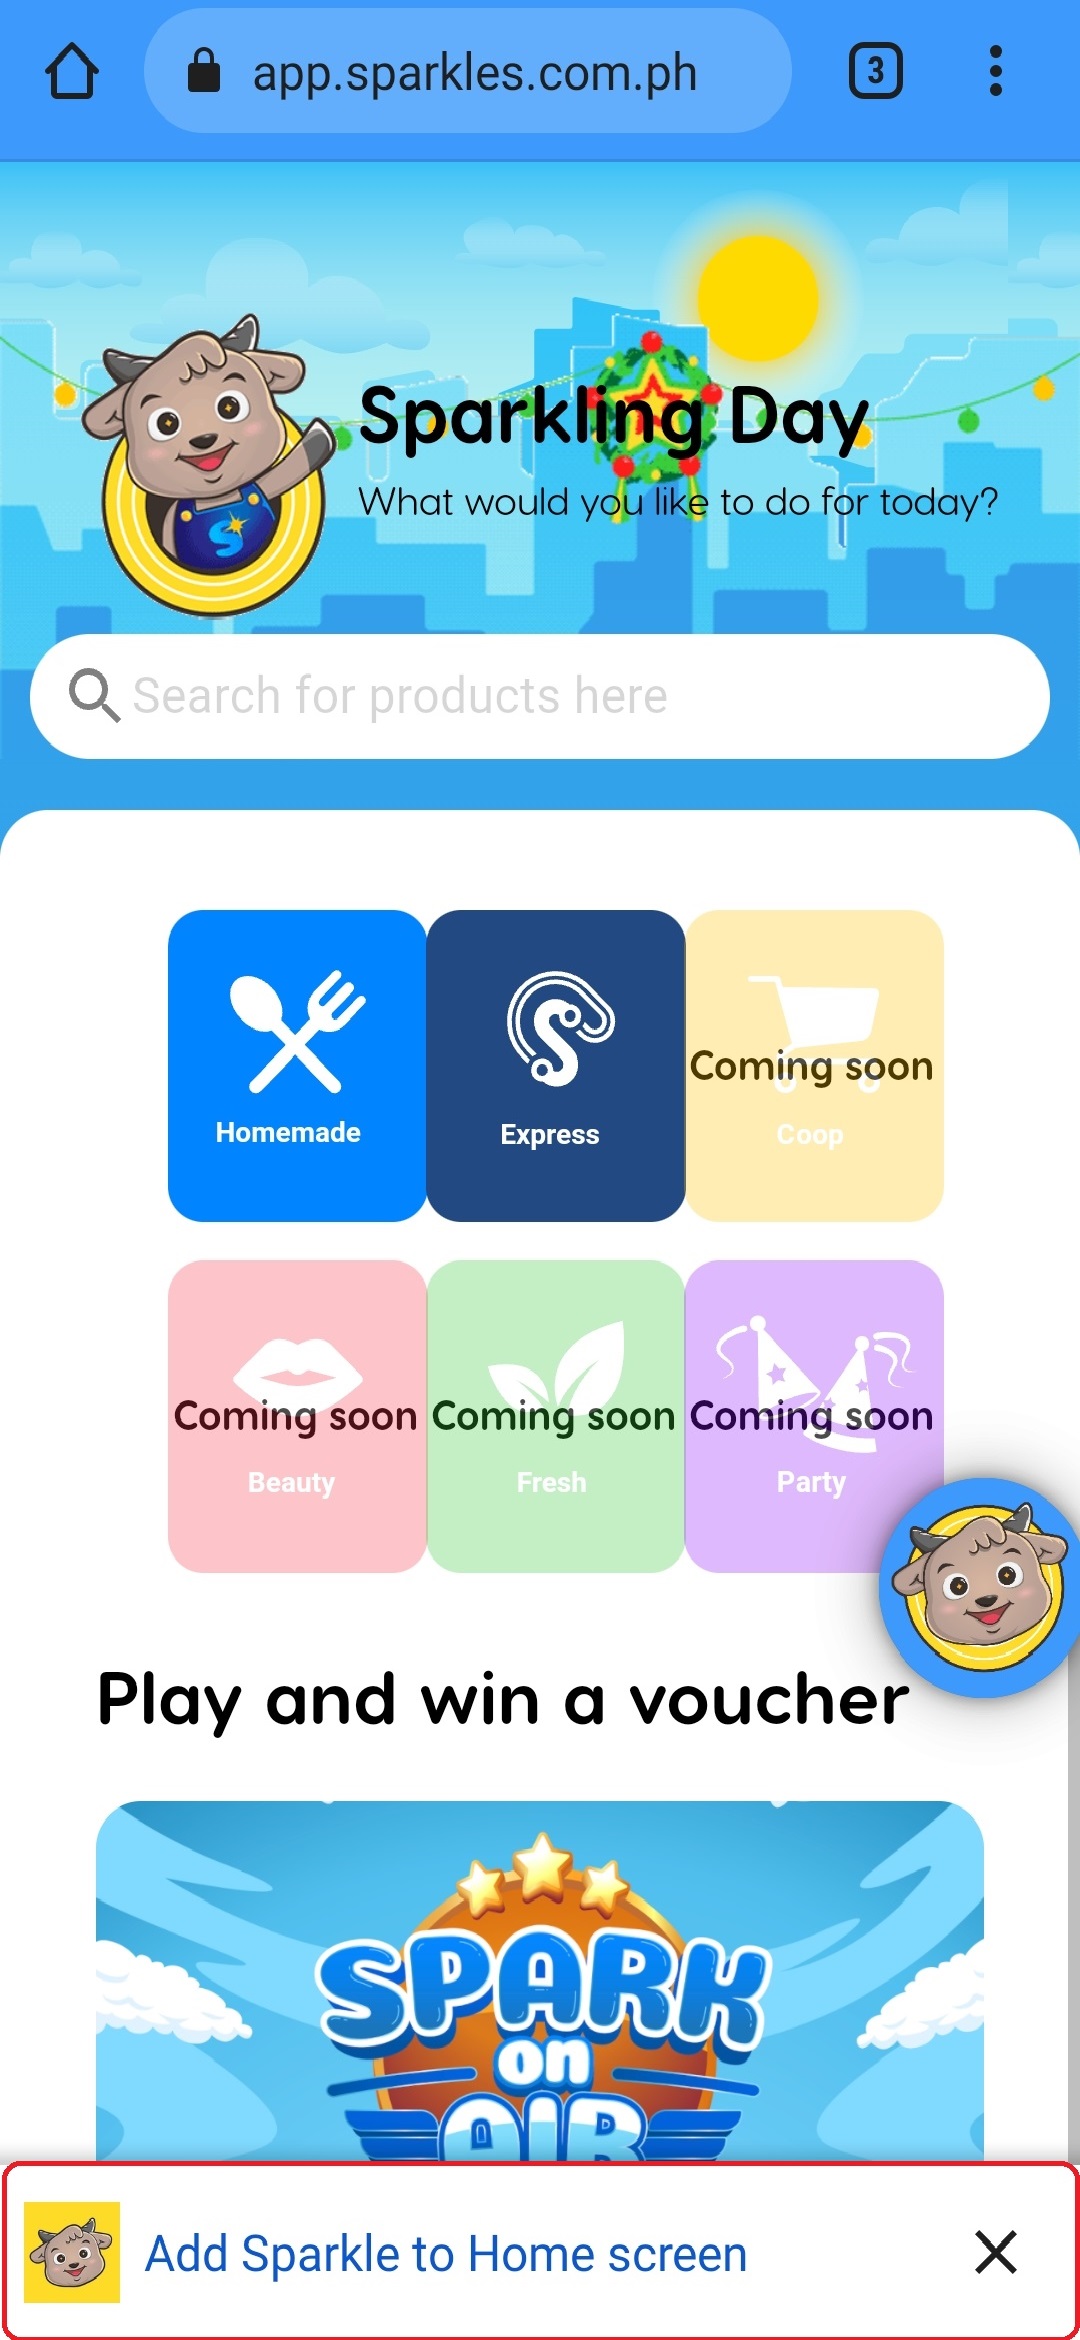 app.sparkles.com.ph
3
Sparkling Day
What would you like to do for today?
S
Search for products here
Homemade
Express
Coming soon
Coop
Coming soon
Coming soon
Coming soon
Beauty
Fresh
Party
Play and win a voucher
SPARK
on
AIR
Add Sparkle to Home screen